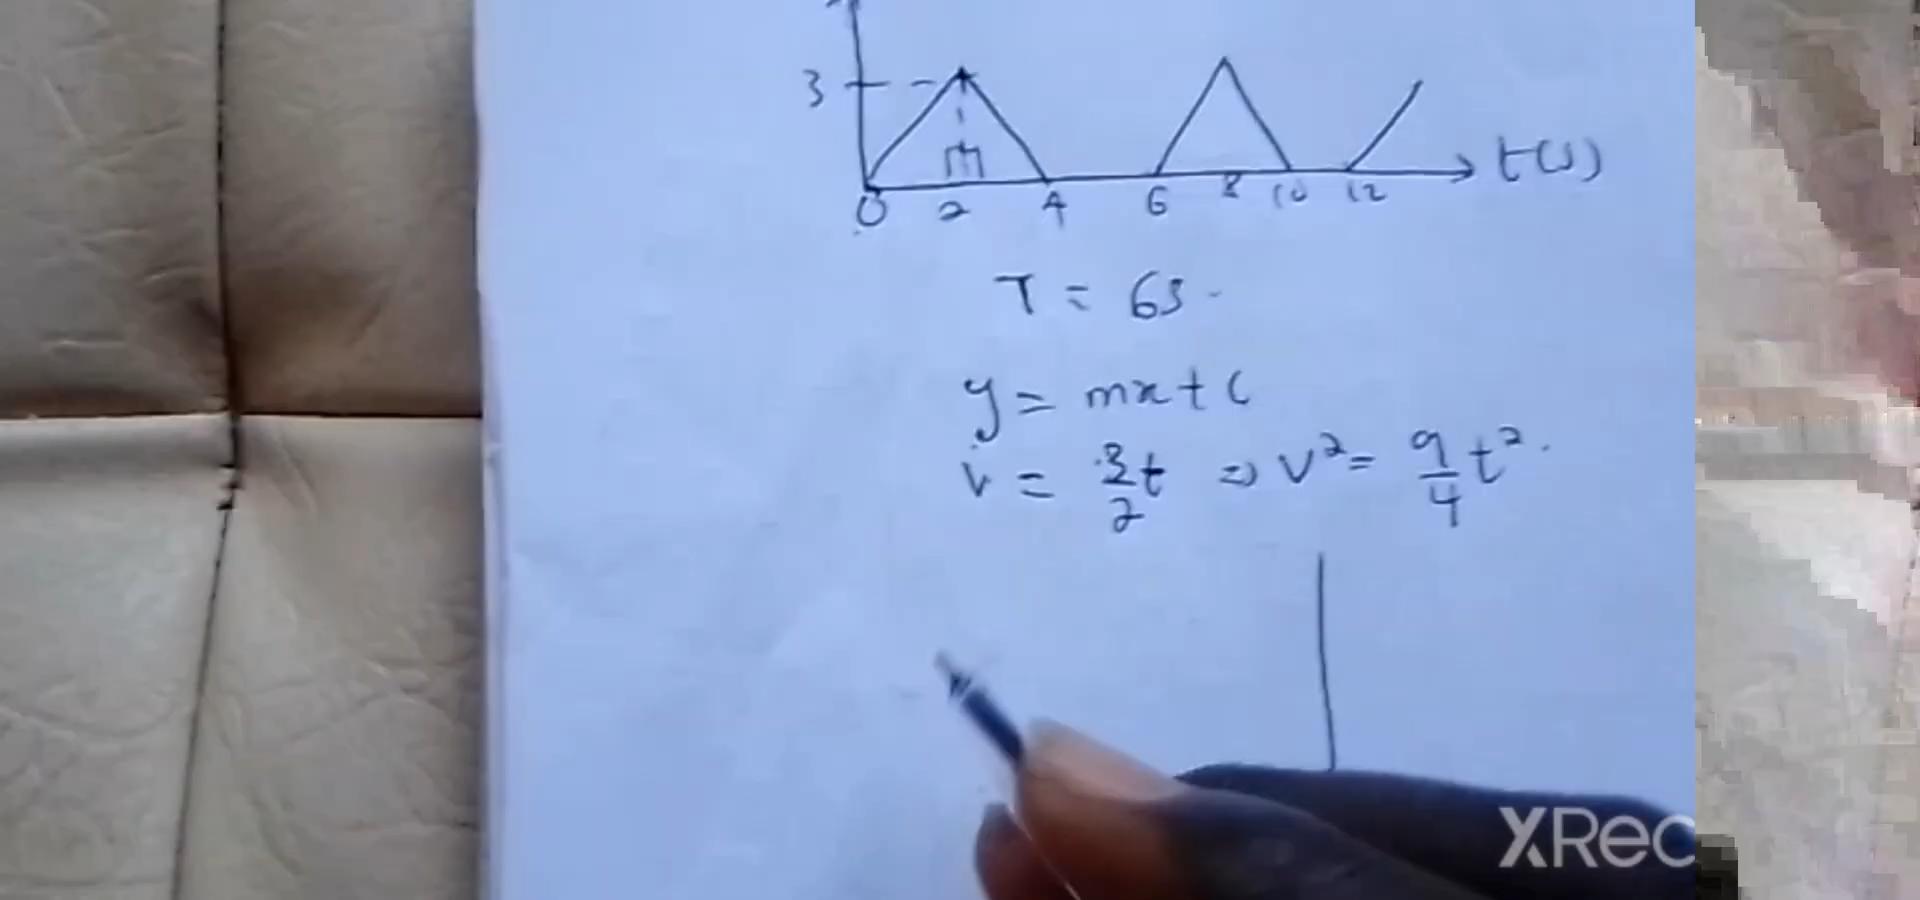 3
t(s)
0 2 4 6 8 10 12
T = 6s
y = mx + c
v = 3/2 t ⇒ v² = 9/4 t².
XRec